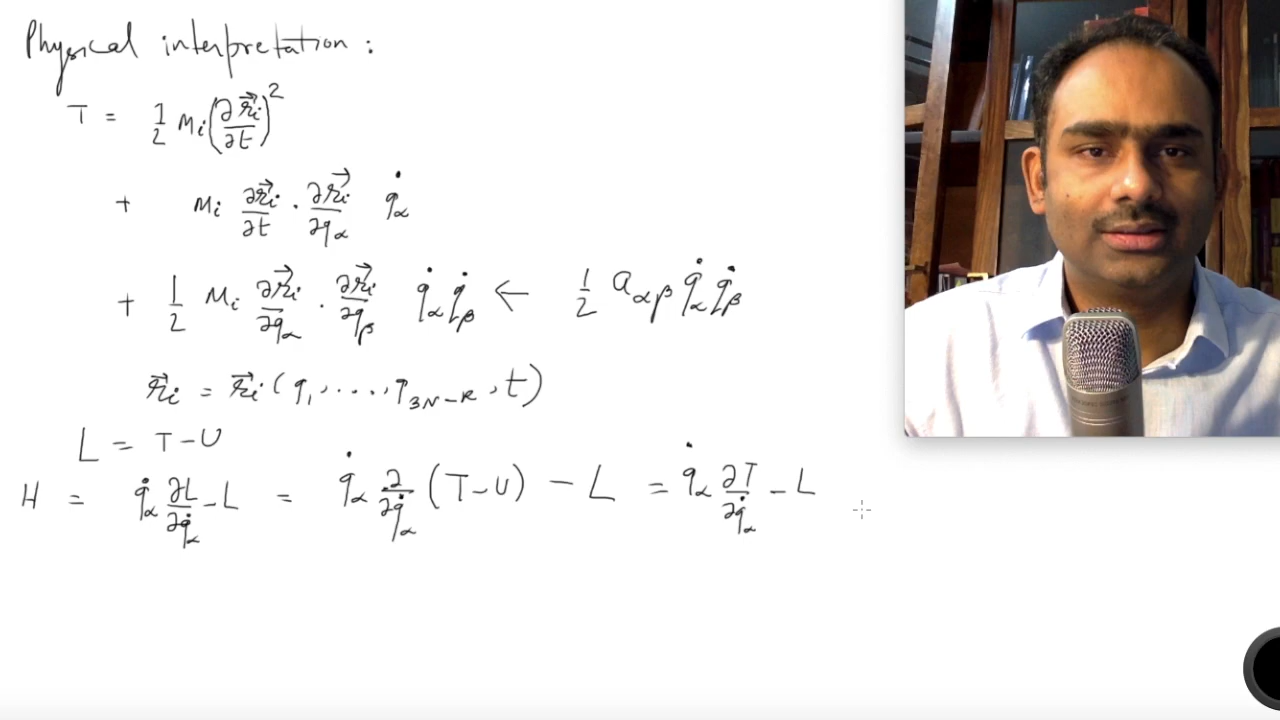 Physical interpretation :
T = 1/2 mᵢ (∂r⃗ᵢ/∂t)²
+ mᵢ ∂r⃗ᵢ/∂t · ∂r⃗ᵢ/∂q_α q̇_α
+ 1/2 mᵢ ∂r⃗ᵢ/∂q_α · ∂r⃗ᵢ/∂q_β q̇_α q̇_β ← 1/2 a_αβ q̇_α q̇_β
r⃗ᵢ = r⃗ᵢ (q₁, ...., q_3N-k, t)
L = T - U
H = q̇_α ∂L/∂q̇_α - L = q̇_α ∂/∂q̇_α (T - U) - L = q̇_α ∂T/∂q̇_α - L